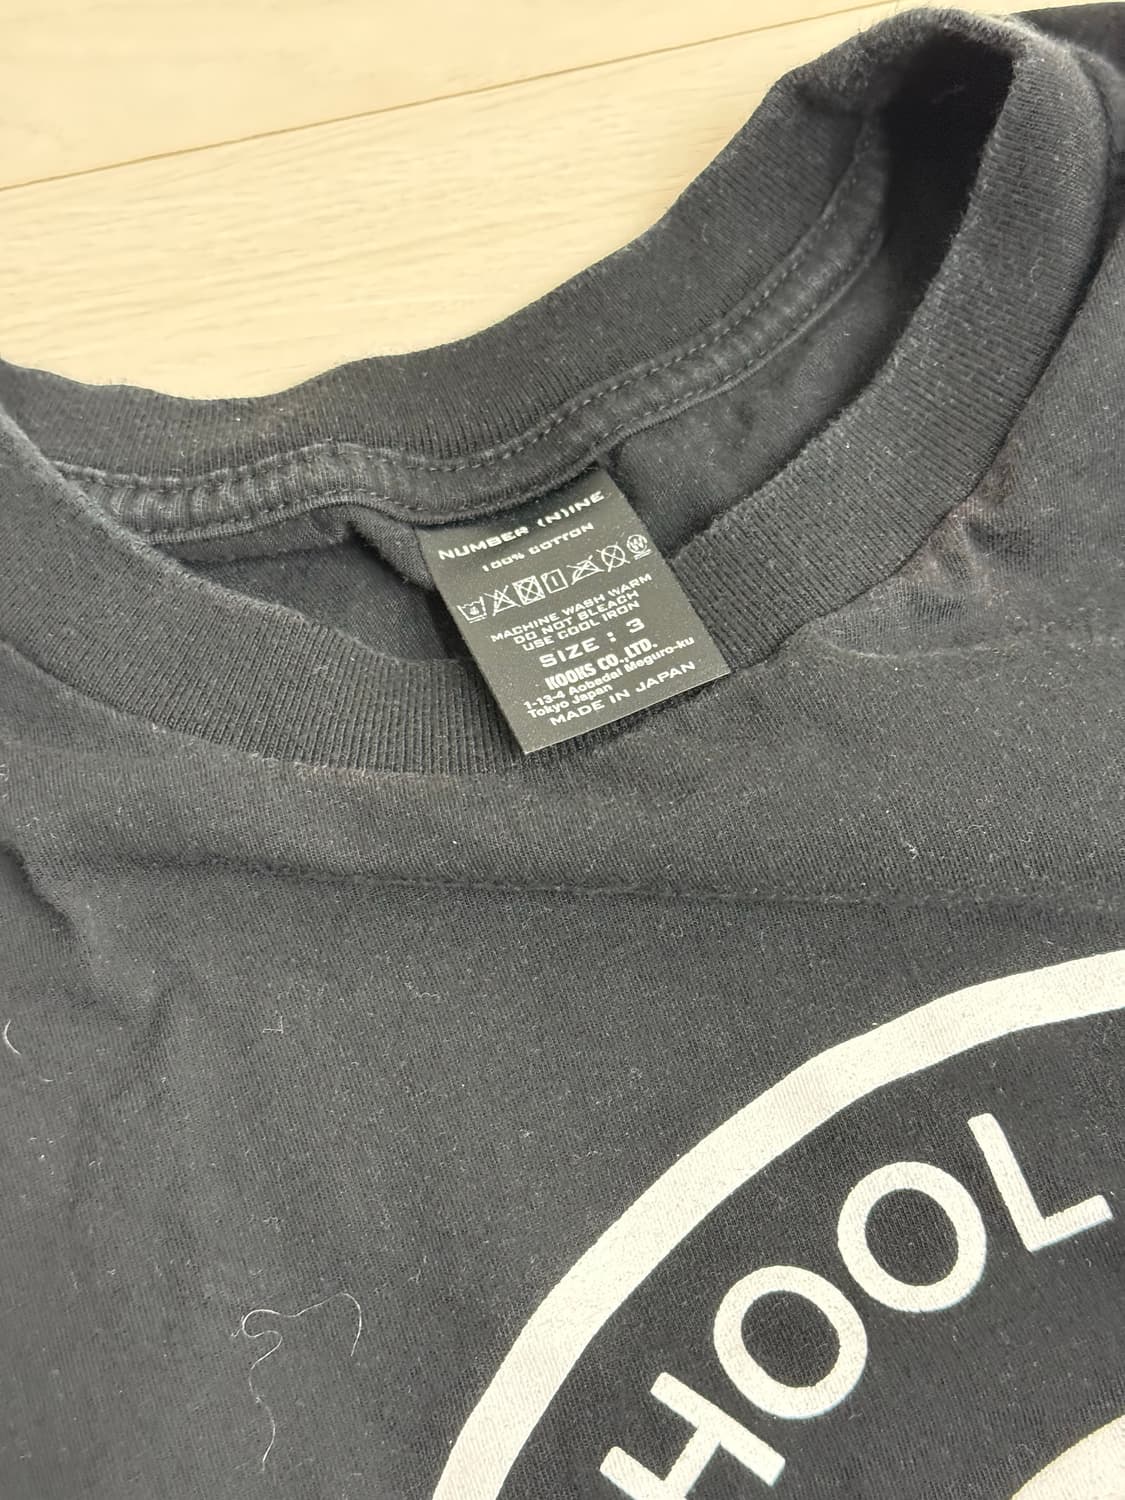 NUMBER (N)INE
100% COTTON
MACHINE WASH WARM
DO NOT BLEACH
USE COOL IRON
SIZE : 3
KOOKS CO.,LTD.
1-13-4 Aobadai Meguro-ku
Tokyo Japan
MADE IN JAPAN
HOOL